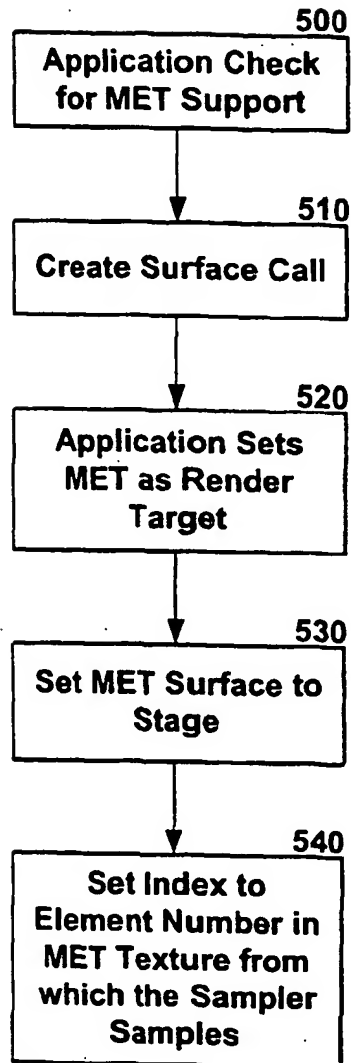 500
Application Check
for MET Support
510
Create Surface Call
520
Application Sets
MET as Render
Target
530
Set MET Surface to
Stage
540
Set Index to
Element Number in
MET Texture from
which the Sampler
Samples